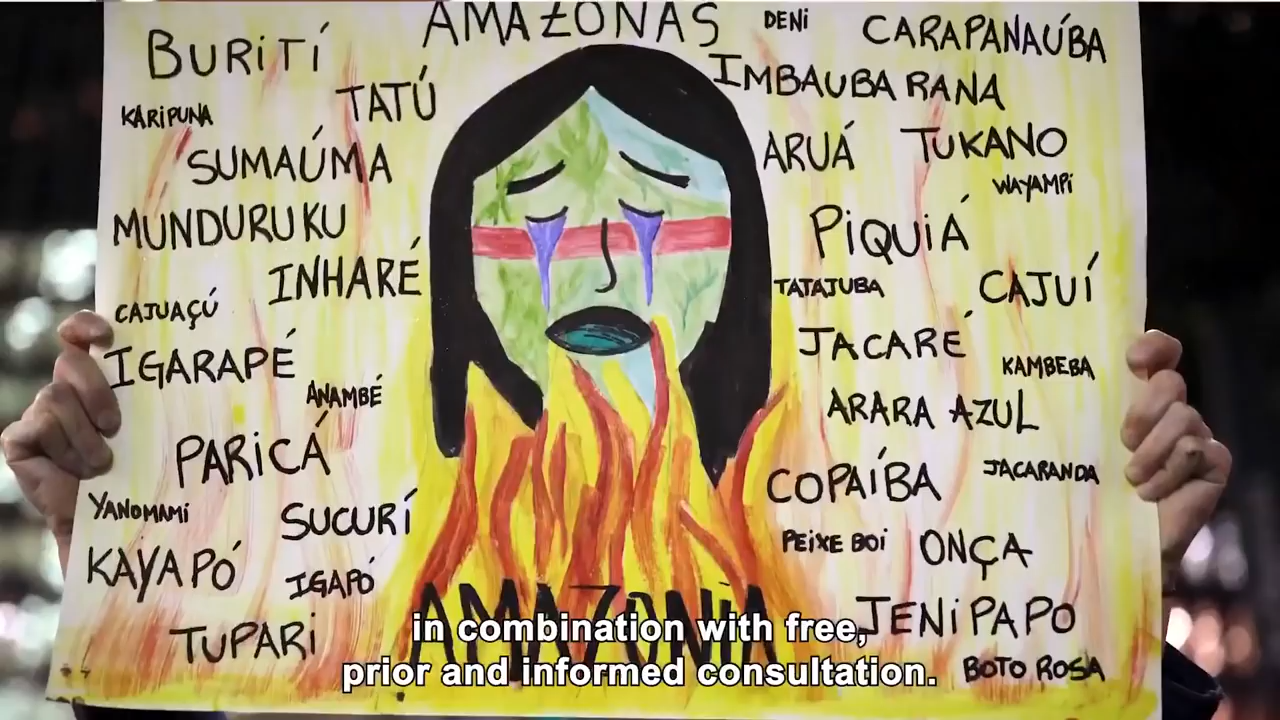 AMAZONAS
BURITÍ
TATÚ
KARIPUNA
SUMAÚMA
MUNDURUKU
INHARÉ
CAJUAÇÚ
IGARAPÉ
ANAMBÉ
PARICÁ
YANOMAMI
SUCURÍ
KAYAPÓ
IGAPÓ
TUPARI
DENI
CARAPANAÚBA
IMBAUBA RANA
ARUÁ
TUKANO
WAYAMPI
PIQUIÁ
TATAJUBA
CAJUÍ
JACARÉ
KAMBEBA
ARARA AZUL
COPAÍBA
JACARANDA
PEIXE BOI
ONÇA
JENIPAPO
BOTO ROSA
AMAZONIA
in combination with free,
prior and informed consultation.